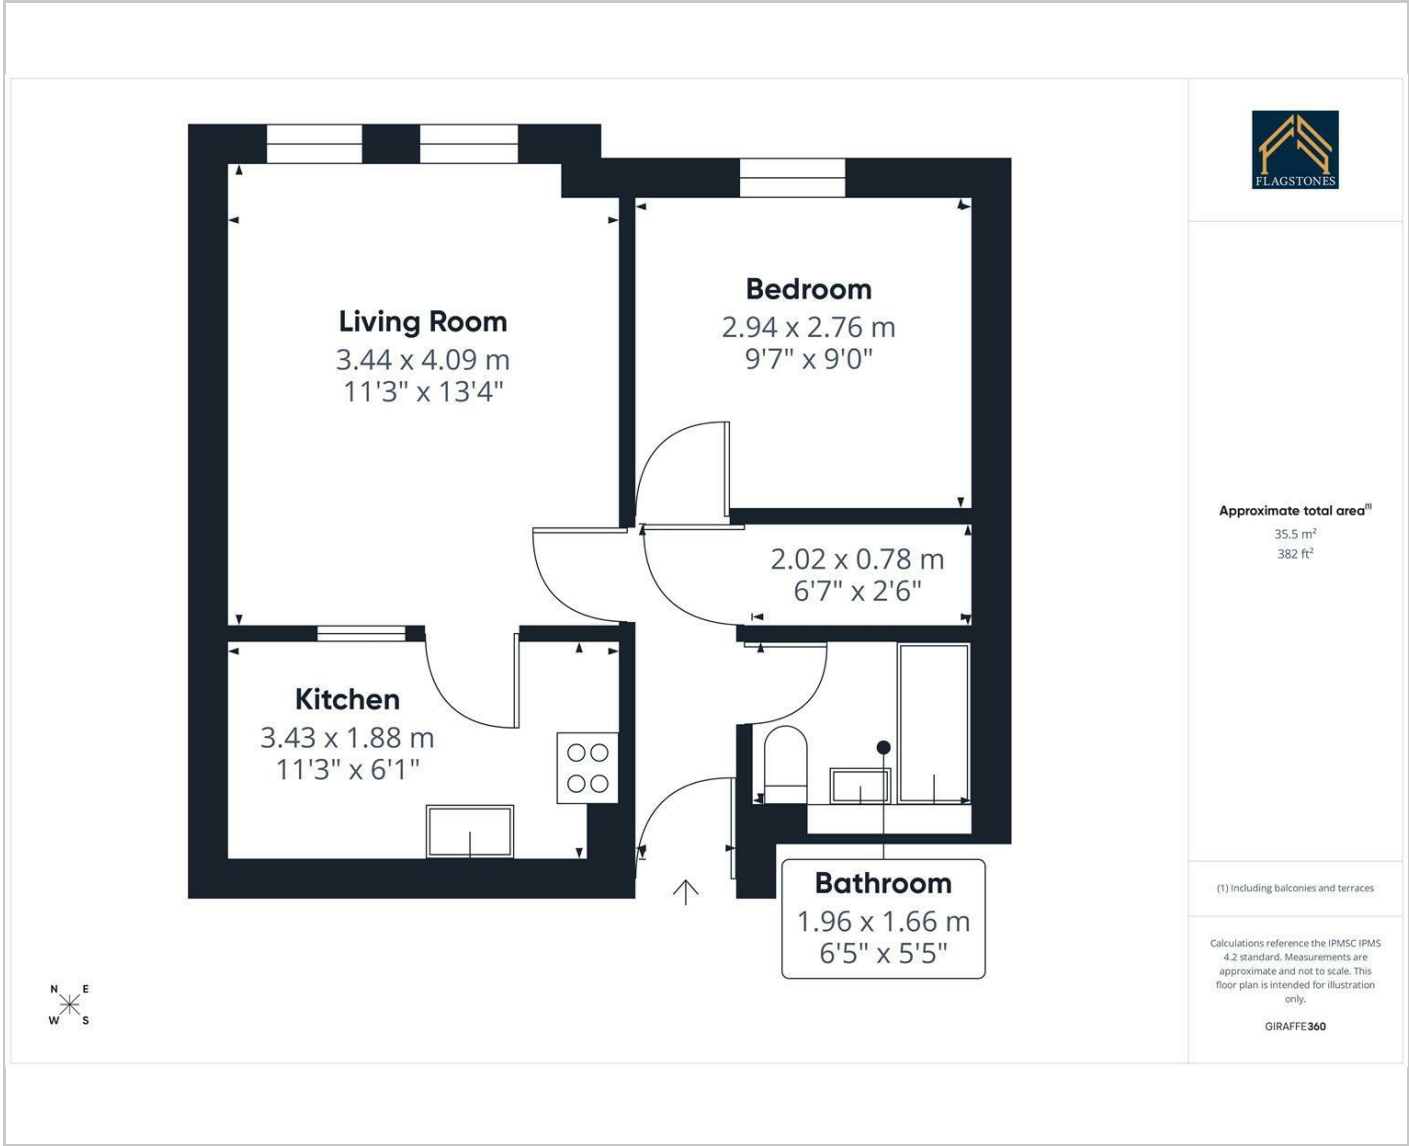 Living Room
3.44 x 4.09 m
11'3" x 13'4"
Bedroom
2.94 x 2.76 m
9'7" x 9'0"
2.02 x 0.78 m
6'7" x 2'6"
Kitchen
3.43 x 1.88 m
11'3" x 6'1"
Bathroom
1.96 x 1.66 m
6'5" x 5'5"
N E
W S
FLAGSTONES
Approximate total area⁽¹⁾
35.5 m²
382 ft²
(1) Including balconies and terraces
Calculations reference the IPMSC IPMS
4.2 standard. Measurements are
approximate and not to scale. This
floor plan is intended for illustration
only.
GIRAFFE360